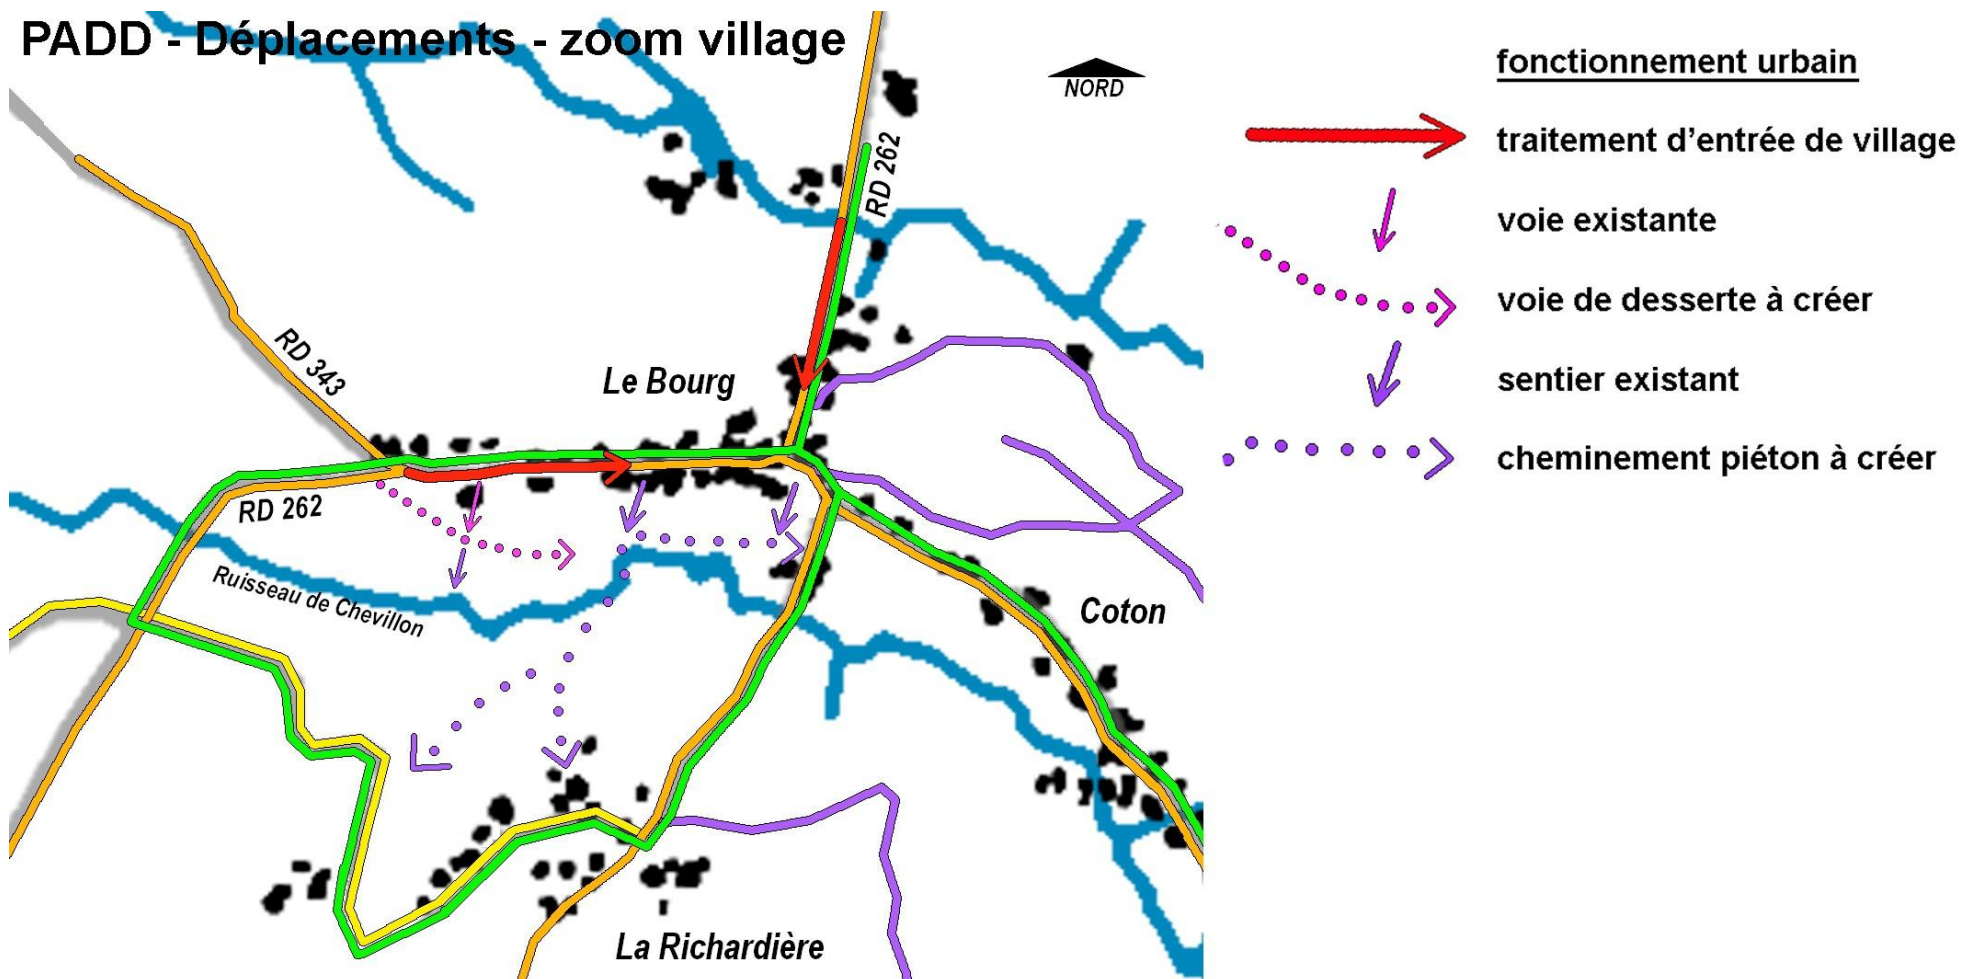 PADD - Déplacements - zoom village
NORD
RD 262
RD 343
Le Bourg
RD 262
Ruisseau de Chevillon
Coton
La Richardière
fonctionnement urbain
traitement d'entrée de village
voie existante
voie de desserte à créer
sentier existant
cheminement piéton à créer